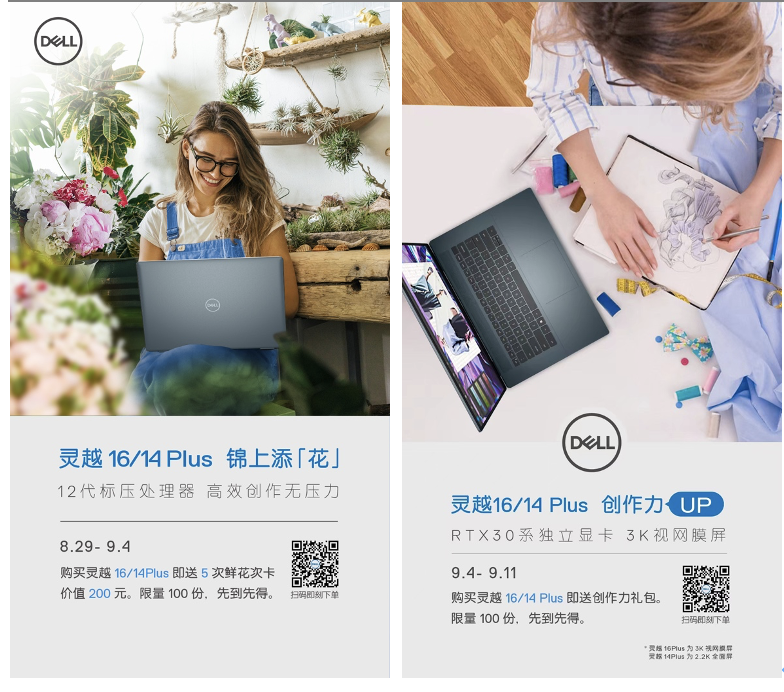 DELL
DELL
灵越 16/14 Plus 锦上添「花」
12代标压处理器 高效创作无压力
8.29- 9.4
购买灵越 16/14Plus 即送 5 次鲜花次卡
价值 200 元。限量 100 份，先到先得。
扫码即刻下单
DELL
灵越16/14 Plus 创作力 UP
RTX30系独立显卡 3K视网膜屏
9.4- 9.11
购买灵越 16/14 Plus 即送创作力礼包。
限量 100 份，先到先得。
扫码即刻下单
* 灵越 16Plus 为 3K 视网膜屏
灵越 14Plus 为 2.2K 全面屏